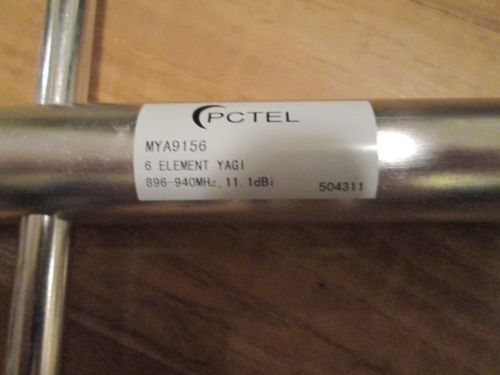 PCTEL
MYA9156
6 ELEMENT YAGI
896-940MHz, 11.1dBi
504311